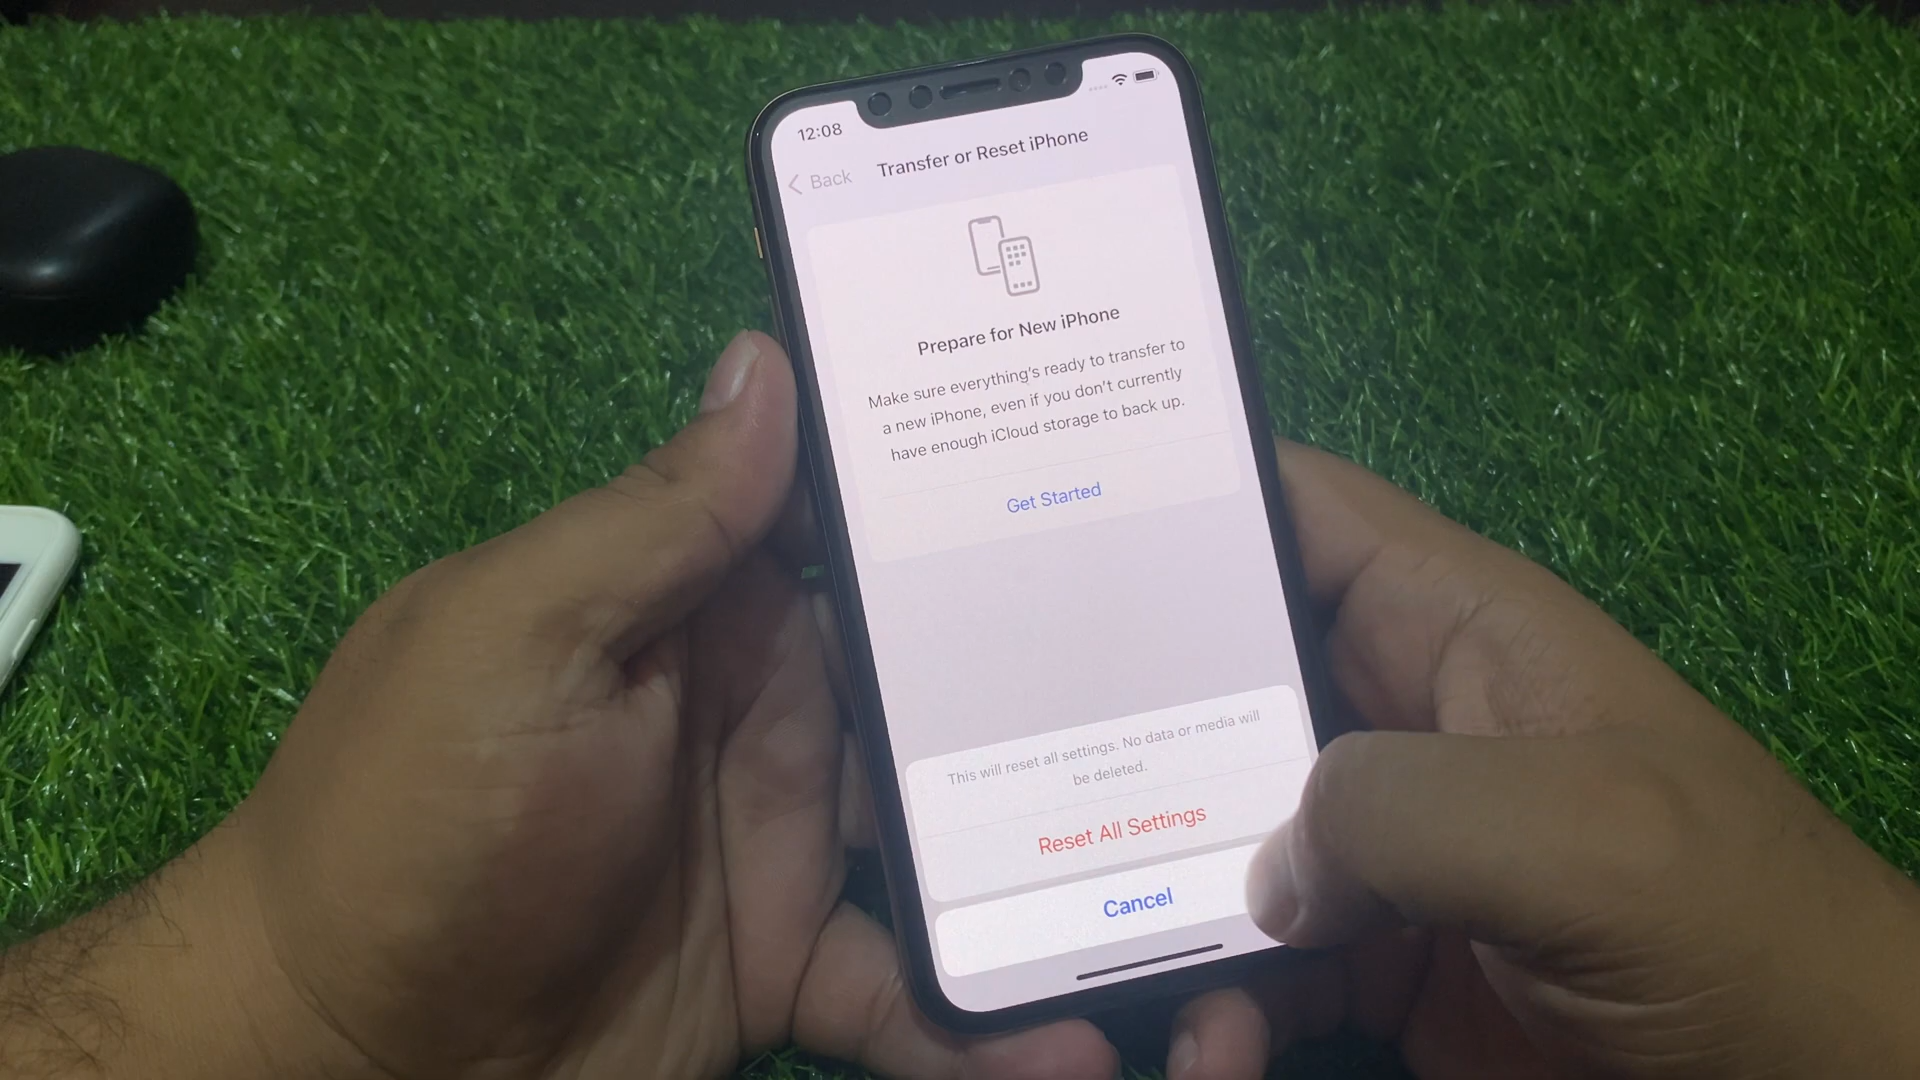 12:08
Back
Transfer or Reset iPhone
Prepare for New iPhone
Make sure everything's ready to transfer to
a new iPhone, even if you don't currently
have enough iCloud storage to back up.
Get Started
This will reset all settings. No data or media will
be deleted.
Reset All Settings
Cancel